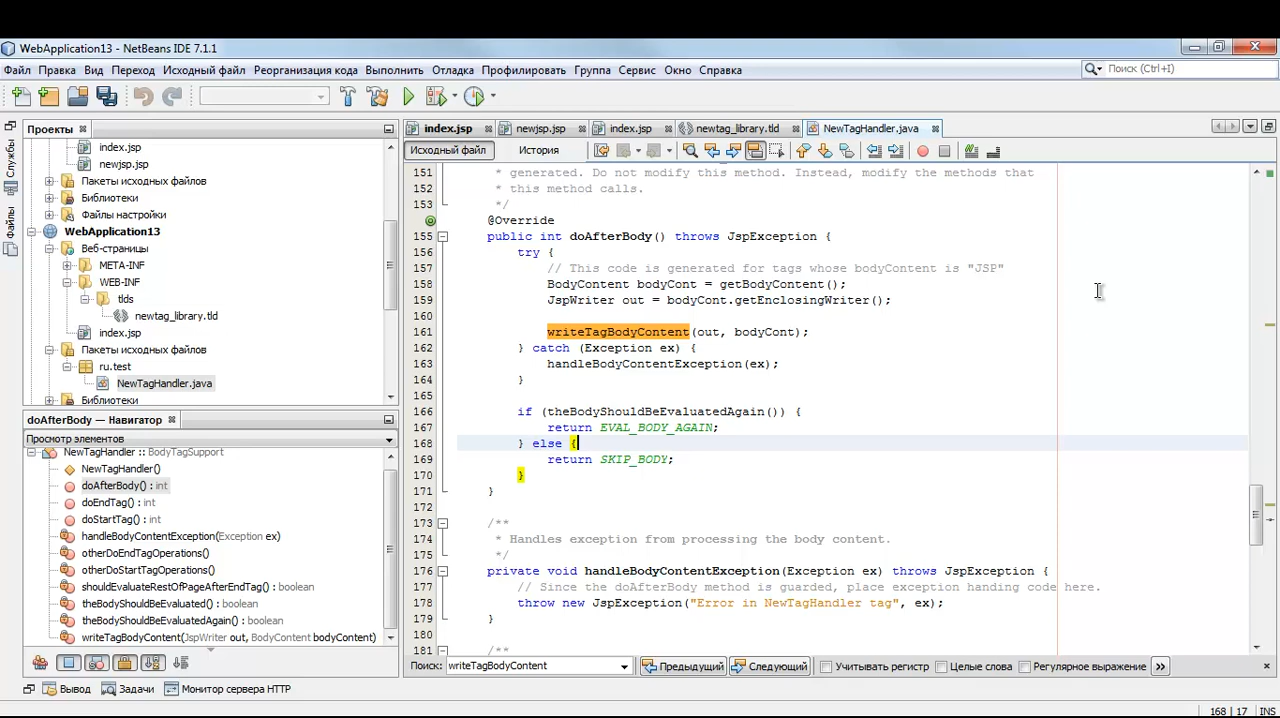 WebApplication13 - NetBeans IDE 7.1.1
Файл Правка Вид Переход Исходный файл Реорганизация кода Выполнить Отладка Профилировать Группа Сервис Окно Справка
Поиск (Ctrl+I)
Службы
Файлы
Проекты
index.jsp
newjsp.jsp
Пакеты исходных файлов
Библиотеки
Файлы настройки
WebApplication13
Веб-страницы
META-INF
WEB-INF
tlds
newtag_library.tld
index.jsp
Пакеты исходных файлов
ru.test
NewTagHandler.java
Библиотеки
doAfterBody — Навигатор
Просмотр элементов
NewTagHandler :: BodyTagSupport
NewTagHandler()
doAfterBody() : int
doEndTag() : int
doStartTag() : int
handleBodyContentException(Exception ex)
otherDoEndTagOperations()
otherDoStartTagOperations()
shouldEvaluateRestOfPageAfterEndTag() : boolean
theBodyShouldBeEvaluated() : boolean
theBodyShouldBeEvaluatedAgain() : boolean
writeTagBodyContent(JspWriter out, BodyContent bodyContent)
index.jsp newjsp.jsp index.jsp newtag_library.tld NewTagHandler.java
Исходный файл История
151 * generated. Do not modify this method. Instead, modify the methods that
152 * this method calls.
153 */
@Override
155 public int doAfterBody() throws JspException {
156 try {
157 // This code is generated for tags whose bodyContent is "JSP"
158 BodyContent bodyCont = getBodyContent();
159 JspWriter out = bodyCont.getEnclosingWriter();
160
161 writeTagBodyContent(out, bodyCont);
162 } catch (Exception ex) {
163 handleBodyContentException(ex);
164 }
165
166 if (theBodyShouldBeEvaluatedAgain()) {
167 return EVAL_BODY_AGAIN;
168 } else {
169 return SKIP_BODY;
170 }
171 }
172
173 /**
174 * Handles exception from processing the body content.
175 */
176 private void handleBodyContentException(Exception ex) throws JspException {
177 // Since the doAfterBody method is guarded, place exception handing code here.
178 throw new JspException("Error in NewTagHandler tag", ex);
179 }
180
181 /**
Поиск: writeTagBodyContent Предыдущий Следующий Учитывать регистр Целые слова Регулярное выражение
Вывод Задачи Монитор сервера HTTP
168 | 17 INS